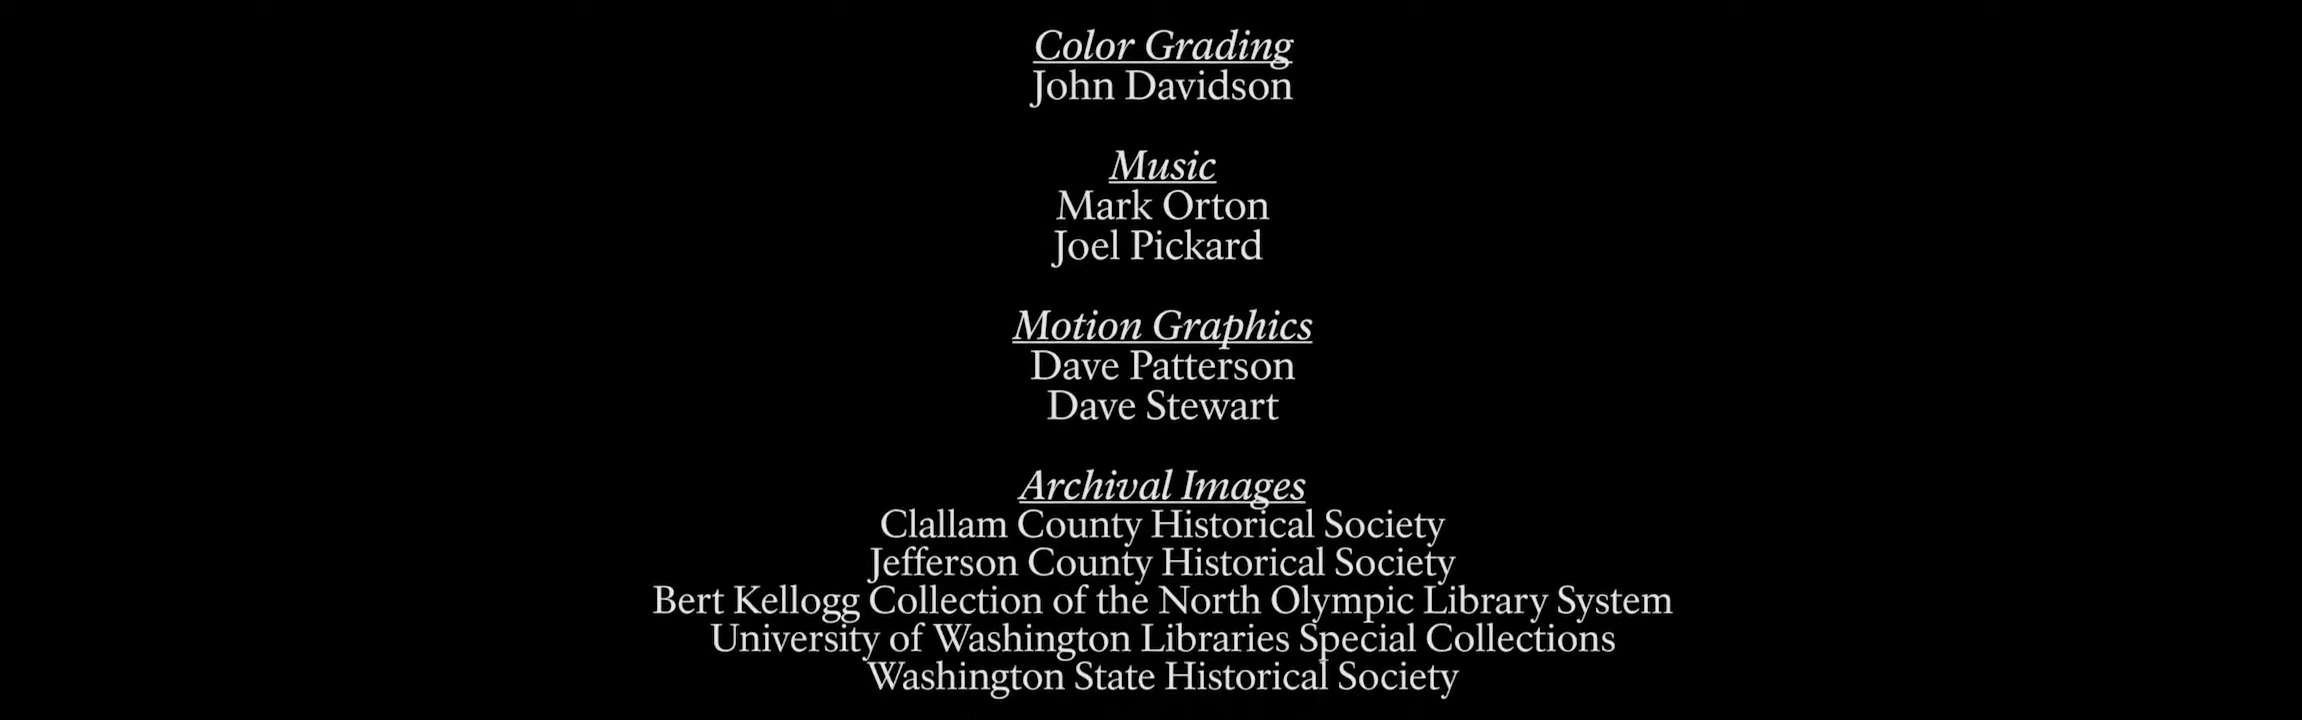 Color Grading
John Davidson
Music
Mark Orton
Joel Pickard
Motion Graphics
Dave Patterson
Dave Stewart
Archival Images
Clallam County Historical Society
Jefferson County Historical Society
Bert Kellogg Collection of the North Olympic Library System
University of Washington Libraries Special Collections
Washington State Historical Society